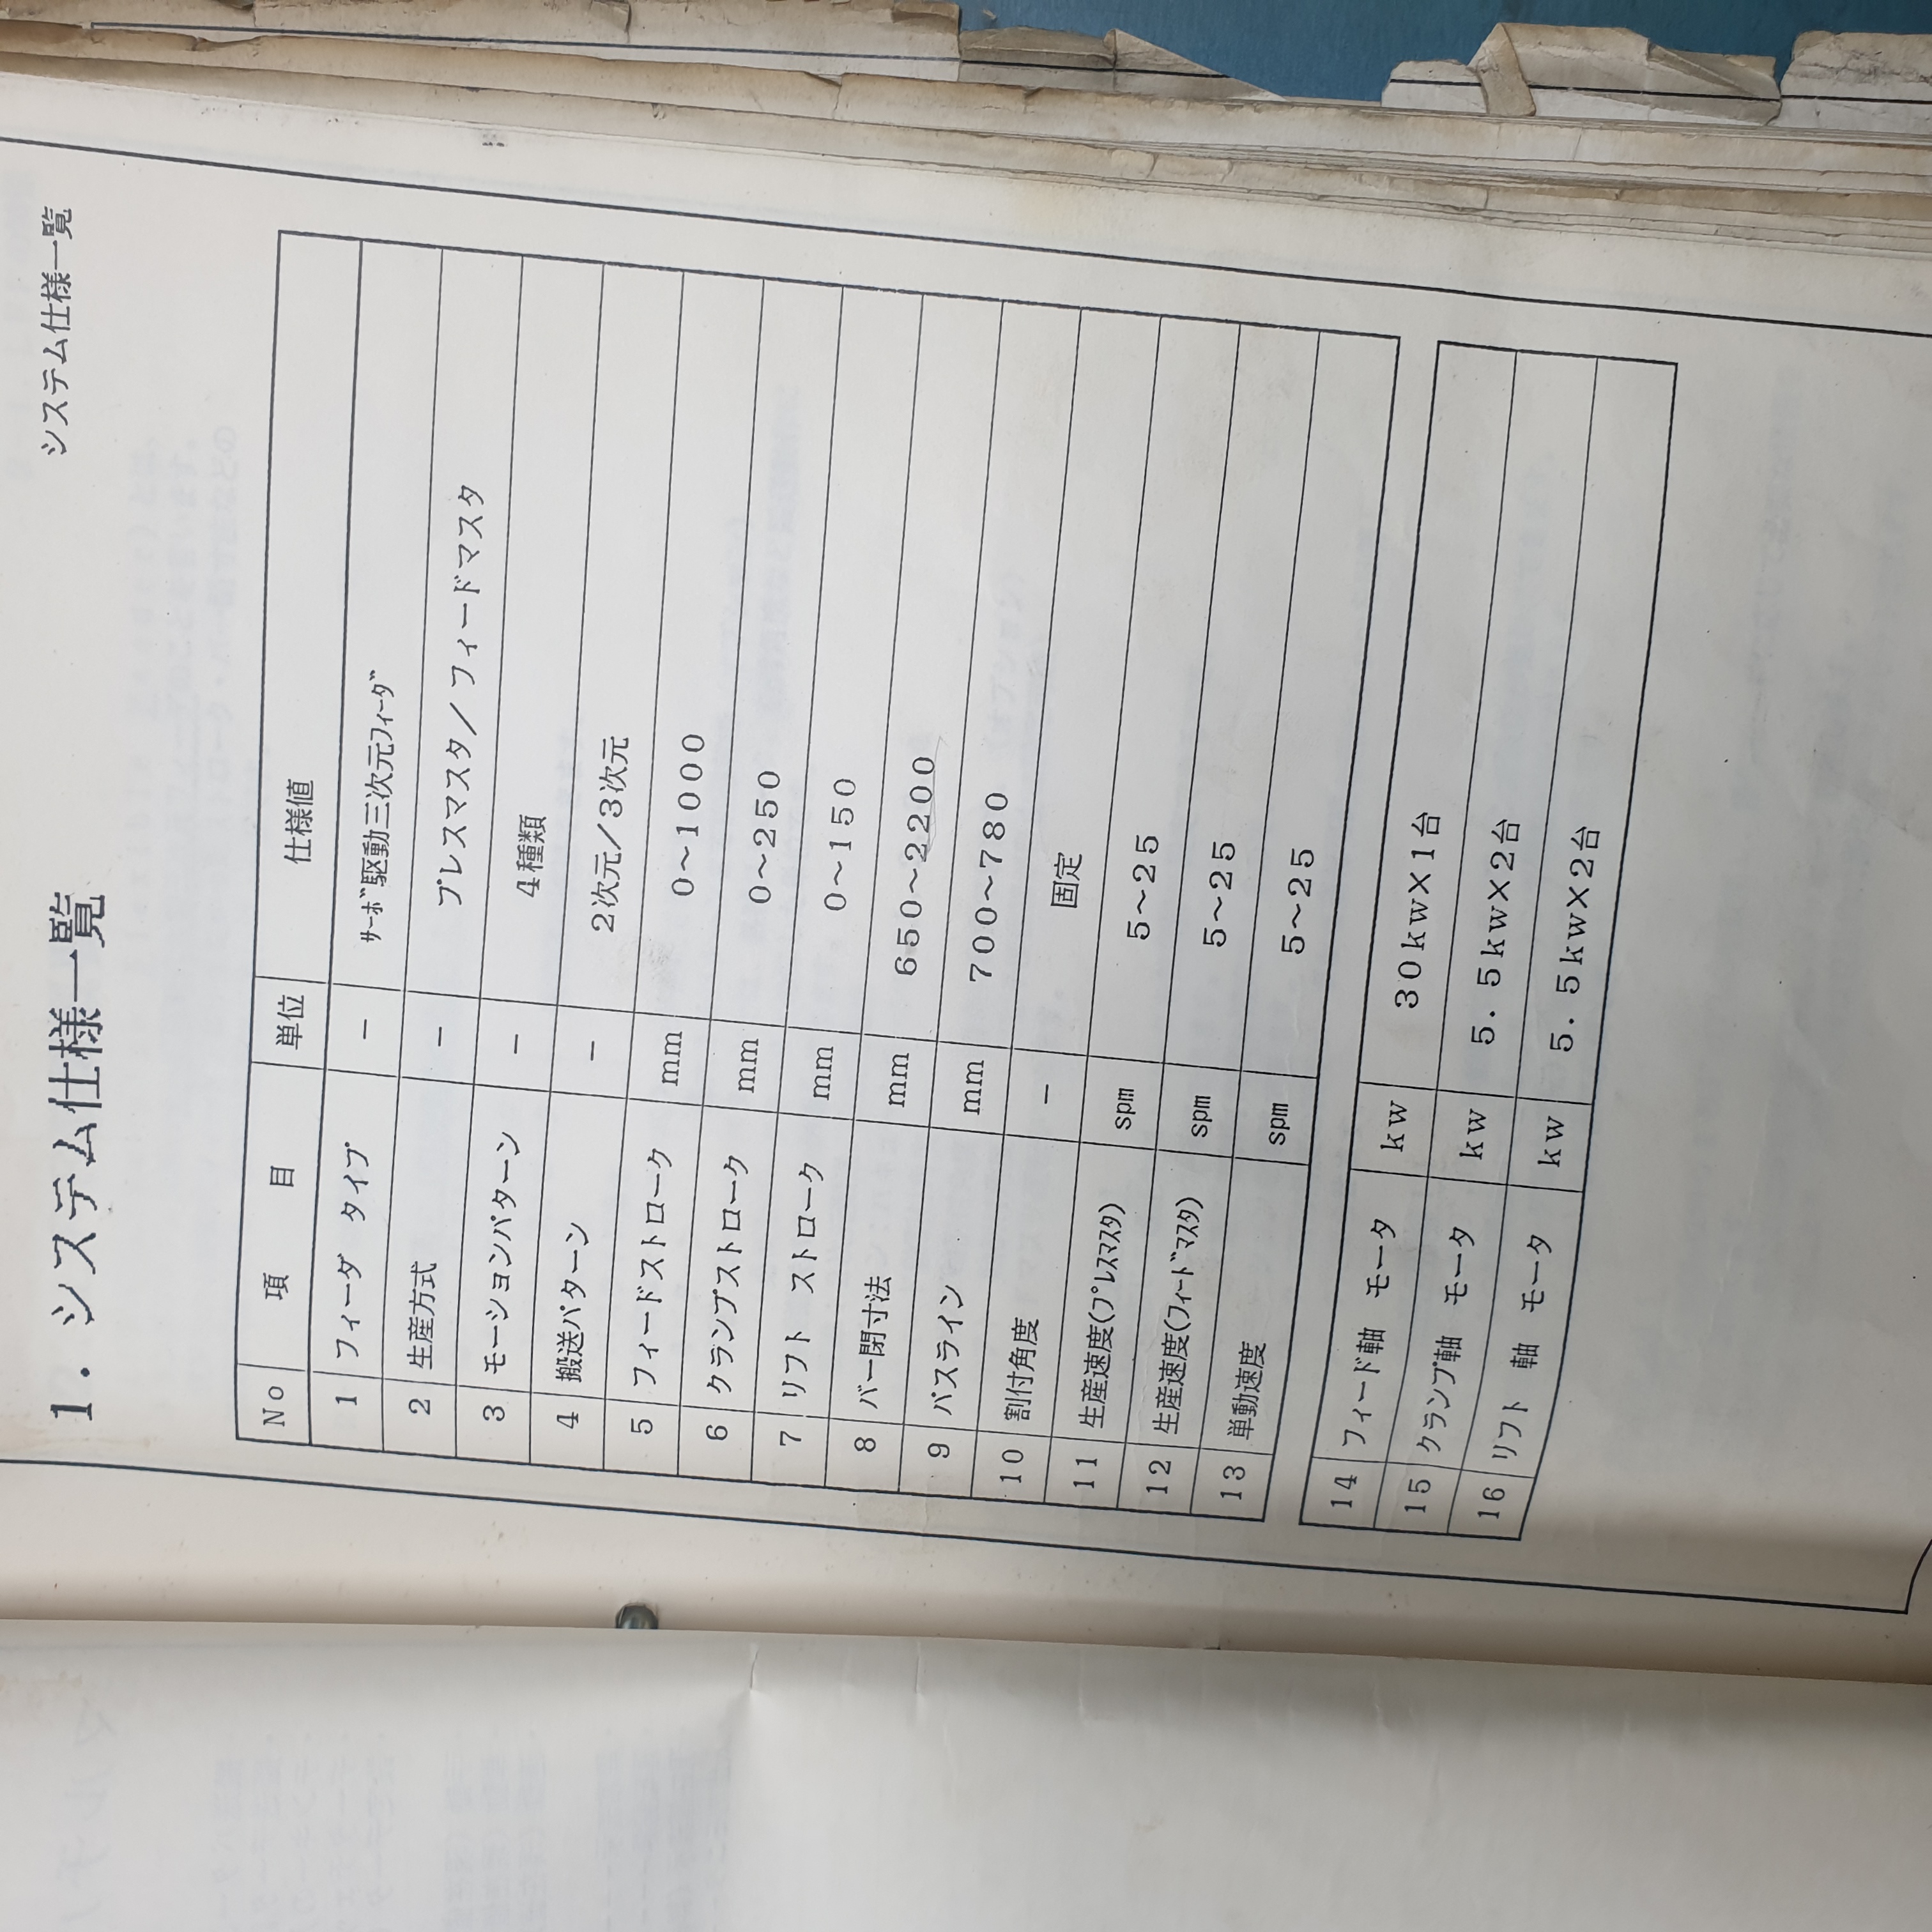 システム仕様一覧
1．システム仕様一覧
No 項 目 単位 仕様値
1 フィーダ タイプ － ｻｰﾎﾞ駆動三次元ﾌｨｰﾀﾞ
2 生産方式 － プレスマスタ／フィードマスタ
3 モーションパターン － 4種類
4 搬送パターン － 2次元／3次元
5 フィードストローク mm 0～1000
6 クランプストローク mm 0～250
7 リフト ストローク mm 0～150
8 バー閉寸法 mm 650～2200
9 パスライン mm 700～780
10 割付角度 － 固定
11 生産速度(ﾌﾟﾚｽﾏｽﾀ) spm 5～25
12 生産速度(ﾌｨｰﾄﾞﾏｽﾀ) spm 5～25
13 単動速度 spm 5～25
14 フィード軸 モータ kw 30kw×1台
15 クランプ軸 モータ kw 5．5kw×2台
16 リフト 軸 モータ kw 5．5kw×2台